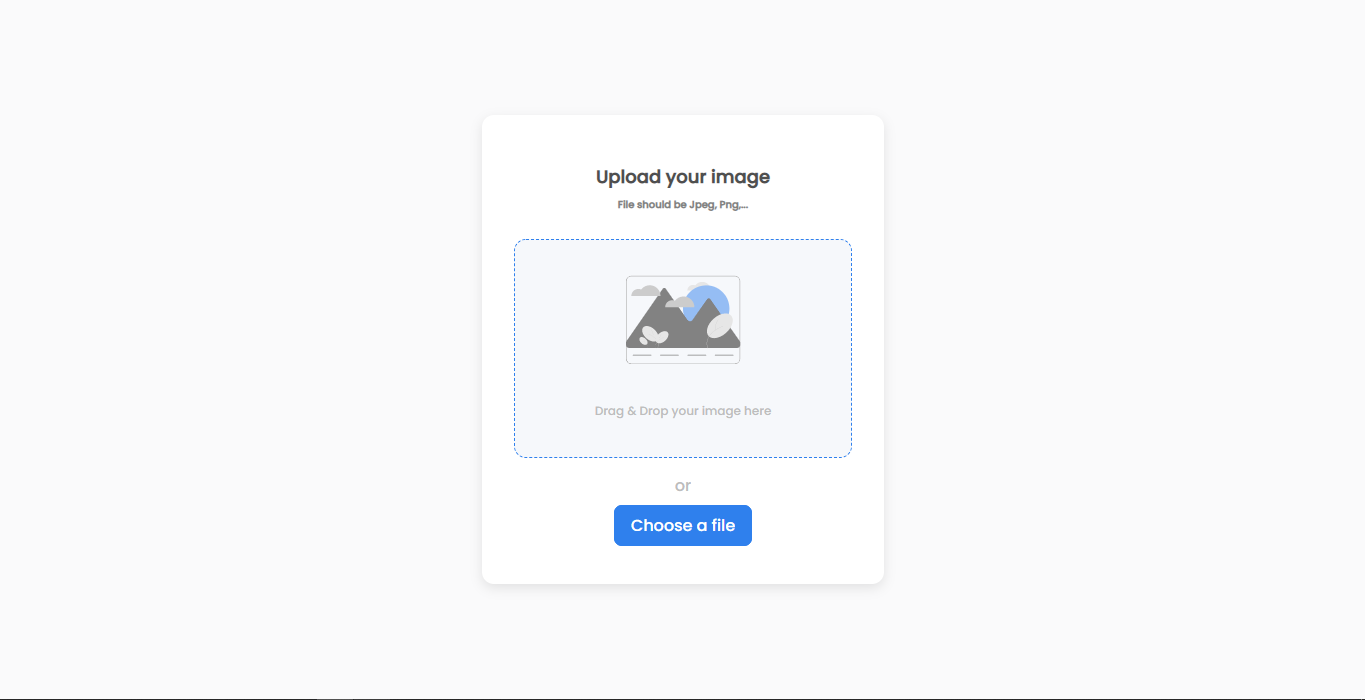 Upload your image
File should be Jpeg, Png,...
Drag & Drop your image here
or
Choose a file